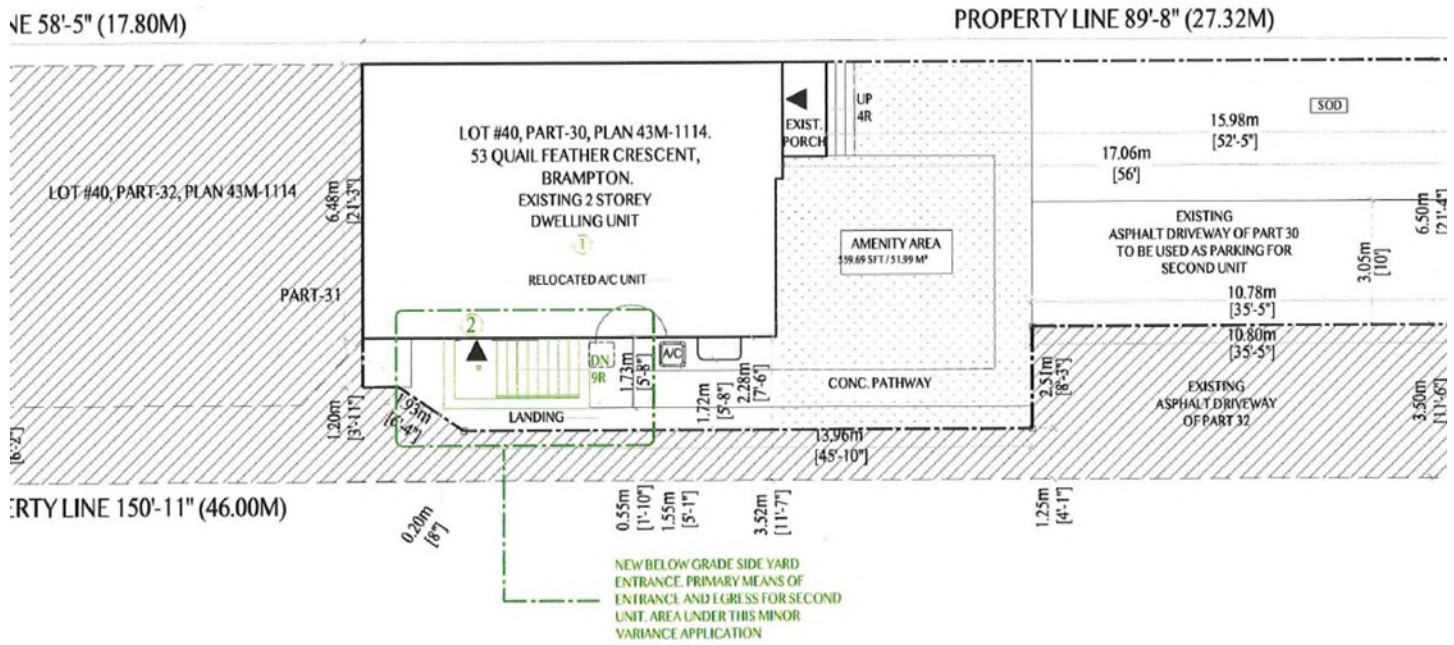 NE 58'-5" (17.80M)
PROPERTY LINE 89'-8" (27.32M)
LOT #40, PART-32, PLAN 43M-1114
LOT #40, PART-30, PLAN 43M-1114.
53 QUAIL FEATHER CRESCENT,
BRAMPTON.
EXISTING 2 STOREY
DWELLING UNIT
1
RELOCATED A/C UNIT
6.48m
[21'-3"]
PART-31
EXIST.
PORCH
UP
4R
AMENITY AREA
559.69 SFT / 51.99 M²
SOD
15.98m
[52'-5"]
17.06m
[56']
EXISTING
ASPHALT DRIVEWAY OF PART 30
TO BE USED AS PARKING FOR
SECOND UNIT
6.50m
[21'-4"]
3.05m
[10']
10.78m
[35'-5"]
10.80m
[35'-5"]
EXISTING
ASPHALT DRIVEWAY
OF PART 32
3.50m
[11'-6"]
2
DN
9R
1.73m
[5'-8"]
A/C
1.72m
[5'-8"]
2.28m
[7'-6"]
CONC. PATHWAY
2.51m
[8'-3"]
LANDING
1.20m
[3'-11"]
1.93m
[6'-4"]
13.96m
[45'-10"]
[6'-2"]
ERTY LINE 150'-11" (46.00M)
0.20m
[8"]
0.55m
[1'-10"]
1.55m
[5'-1"]
3.52m
[11'-7"]
1.25m
[4'-1"]
NEW BELOW GRADE SIDE YARD
ENTRANCE. PRIMARY MEANS OF
ENTRANCE AND EGRESS FOR SECOND
UNIT. AREA UNDER THIS MINOR
VARIANCE APPLICATION